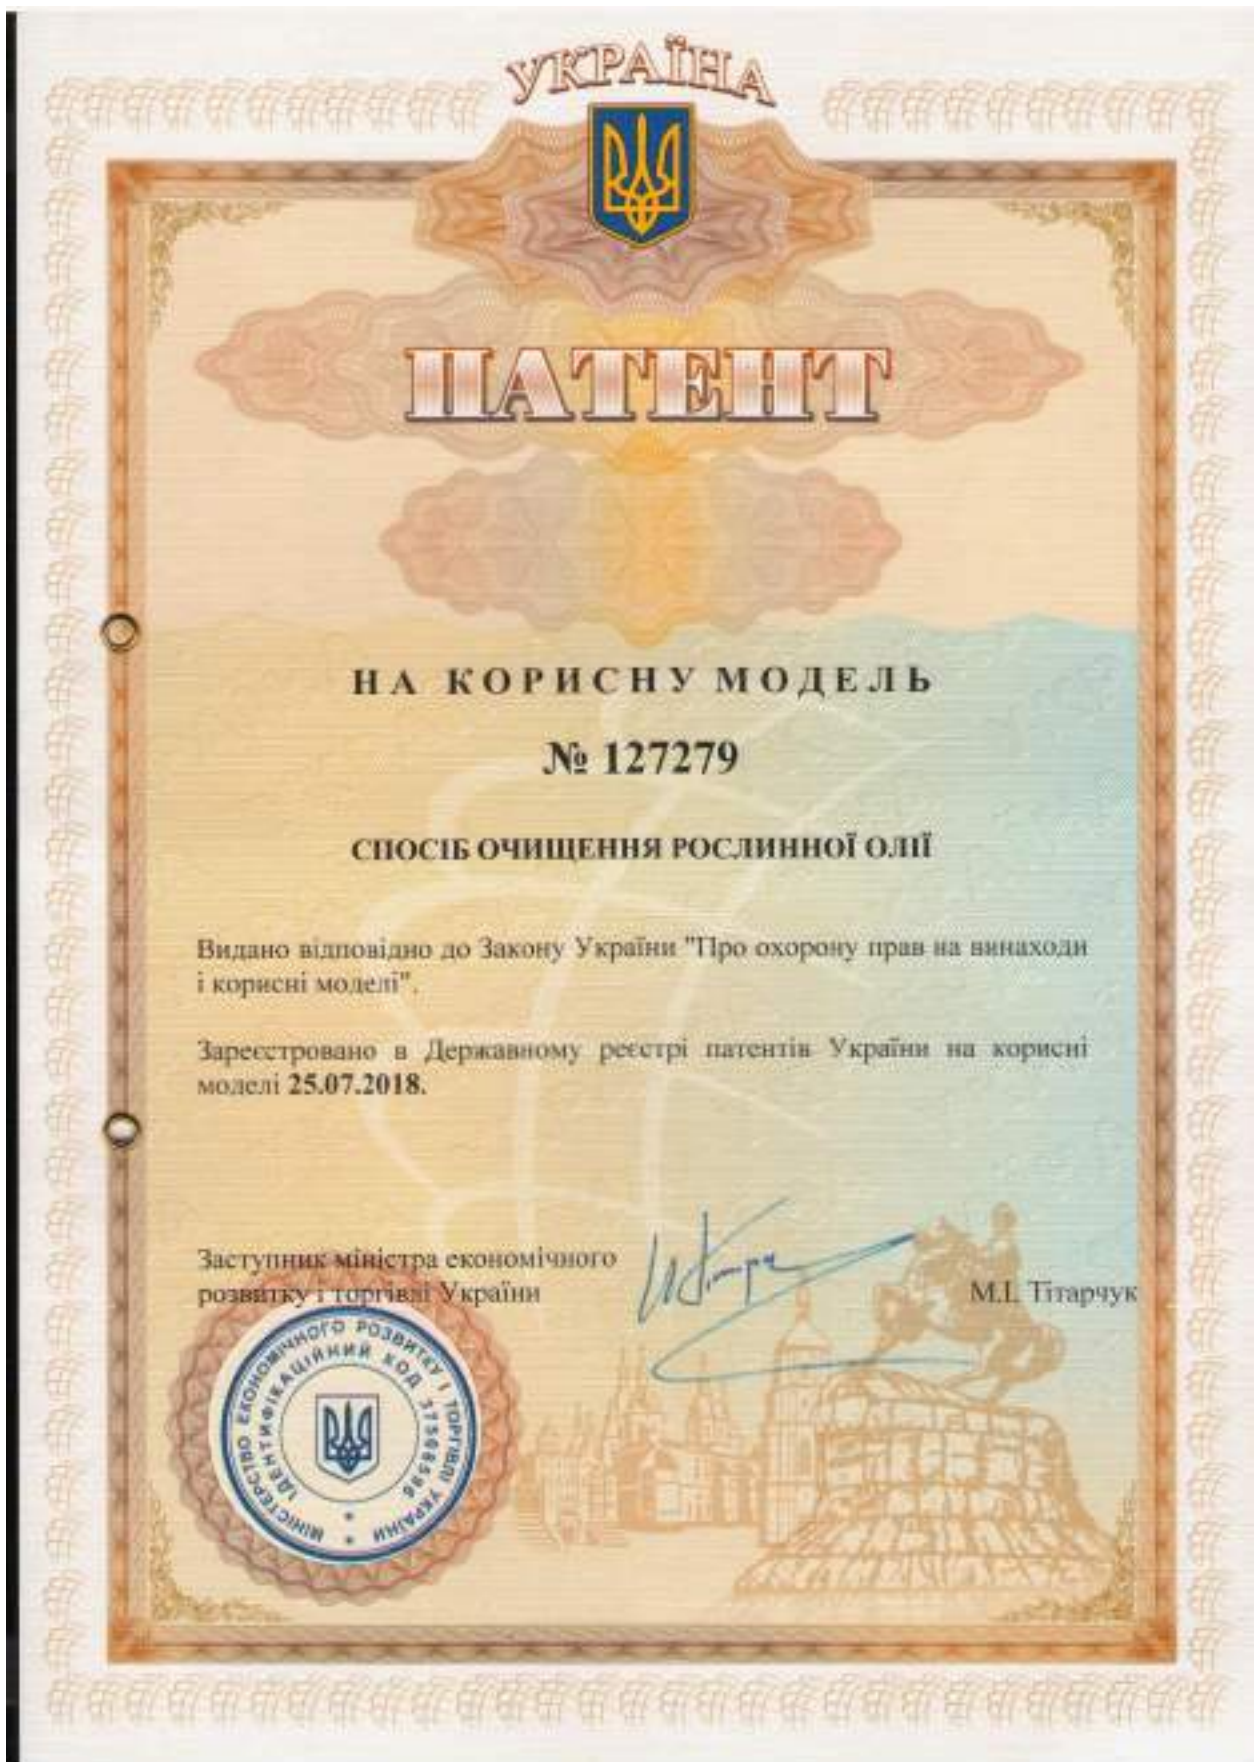 УКРАЇНА
ПАТЕНТ
НА КОРИСНУ МОДЕЛЬ
№ 127279
СПОСІБ ОЧИЩЕННЯ РОСЛИННОЇ ОЛІЇ
Видано відповідно до Закону України "Про охорону прав на винаходи
і корисні моделі".
Зареєстровано в Державному реєстрі патентів України на корисні
моделі 25.07.2018.
Заступник міністра економічного
розвитку і торгівлі України
М.І. Тітарчук
МІНІСТЕРСТВО ЕКОНОМІЧНОГО РОЗВИТКУ І ТОРГІВЛІ УКРАЇНИ
ІДЕНТИФІКАЦІЙНИЙ КОД 37508596